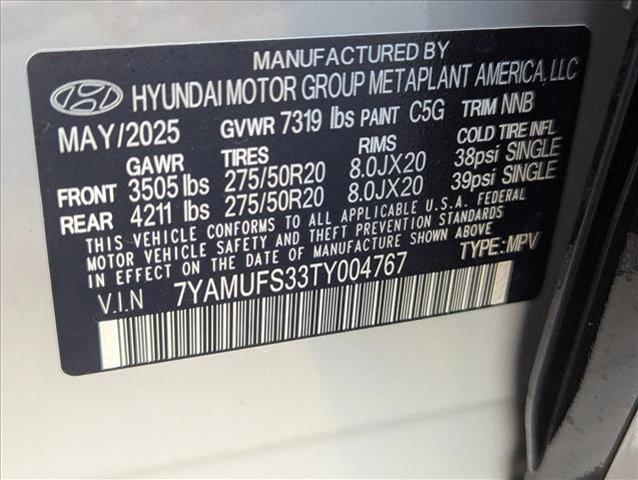 MANUFACTURED BY
HYUNDAI MOTOR GROUP METAPLANT AMERICA, LLC
MAY/2025 GVWR 7319 lbs PAINT C5G TRIM NNB
GAWR TIRES RIMS COLD TIRE INFL
FRONT 3505 lbs 275/50R20 8.0JX20 38psi SINGLE
REAR 4211 lbs 275/50R20 8.0JX20 39psi SINGLE
THIS VEHICLE CONFORMS TO ALL APPLICABLE U.S.A. FEDERAL
MOTOR VEHICLE SAFETY AND THEFT PREVENTION STANDARDS
IN EFFECT ON THE DATE OF MANUFACTURE SHOWN ABOVE.
V.I.N 7YAMUFS33TY004767 TYPE: MPV